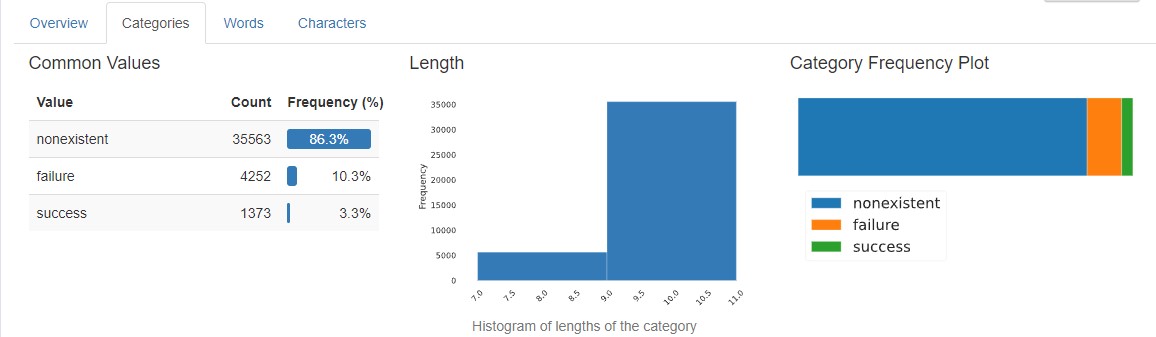 Overview Categories Words Characters
Common Values
Value Count Frequency (%)
nonexistent 35563 86.3%
failure 4252 10.3%
success 1373 3.3%
Length
35000
30000
25000
20000
15000
10000
5000
0
Frequency
7.0 7.5 8.0 8.5 9.0 9.5 10.0 10.5 11.0
Histogram of lengths of the category
Category Frequency Plot
nonexistent
failure
success